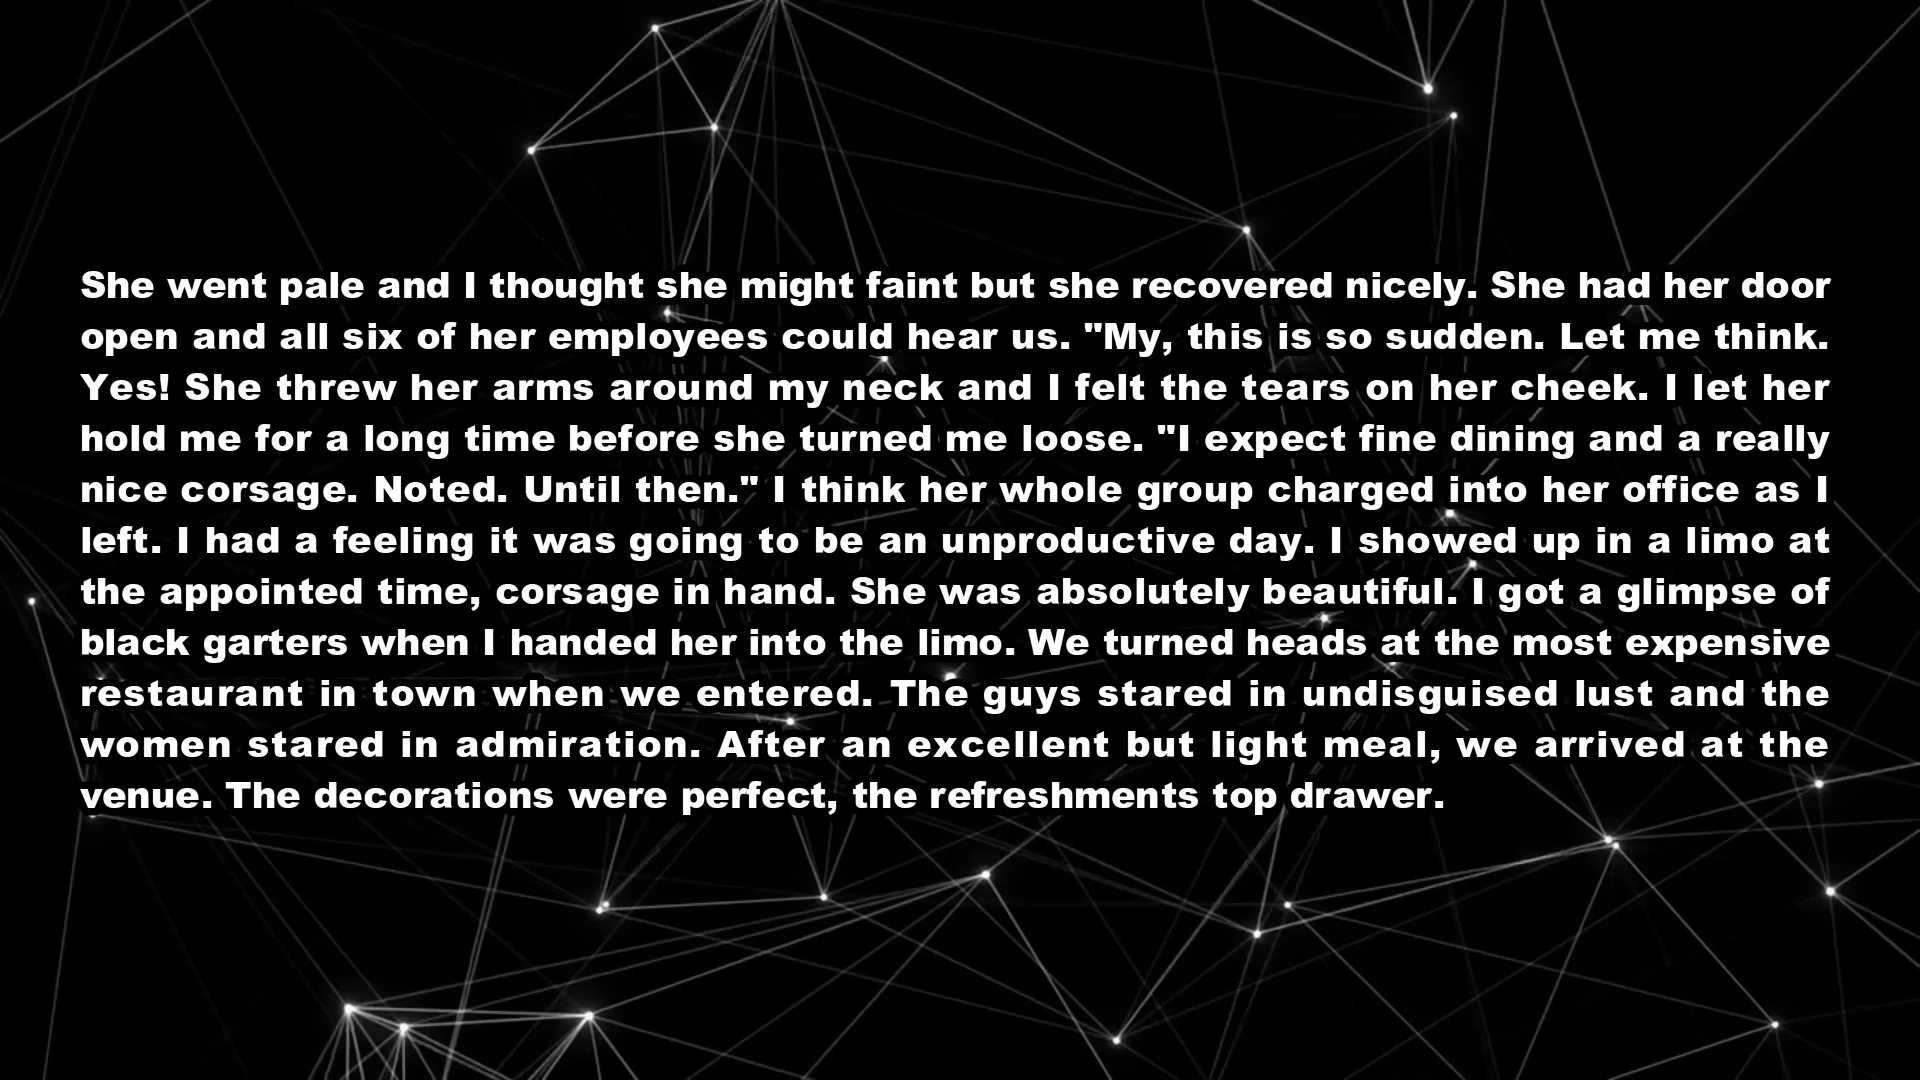 She went pale and I thought she might faint but she recovered nicely. She had her door
open and all six of her employees could hear us. "My, this is so sudden. Let me think.
Yes! She threw her arms around my neck and I felt the tears on her cheek. I let her
hold me for a long time before she turned me loose. "I expect fine dining and a really
nice corsage. Noted. Until then." I think her whole group charged into her office as I
left. I had a feeling it was going to be an unproductive day. I showed up in a limo at
the appointed time, corsage in hand. She was absolutely beautiful. I got a glimpse of
black garters when I handed her into the limo. We turned heads at the most expensive
restaurant in town when we entered. The guys stared in undisguised lust and the
women stared in admiration. After an excellent but light meal, we arrived at the
venue. The decorations were perfect, the refreshments top drawer.